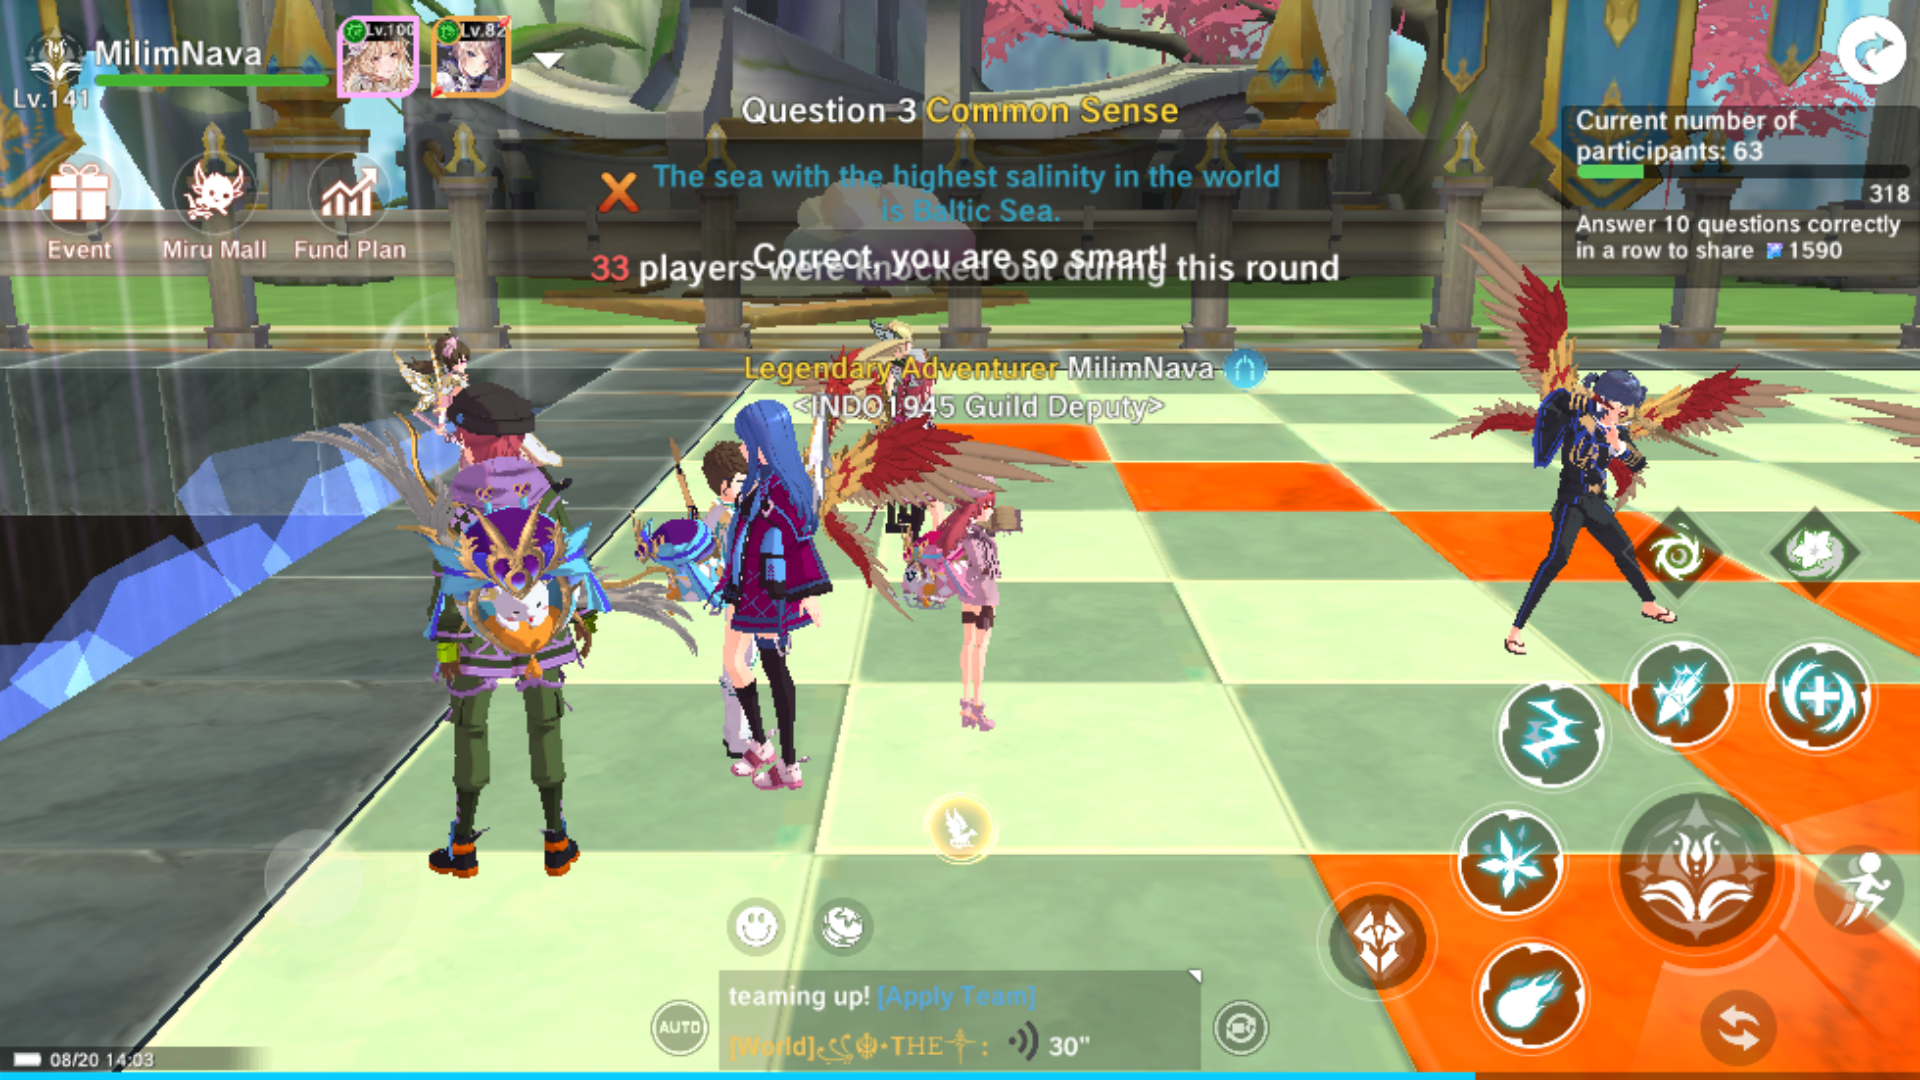 MilimNava
Lv.141
Lv.100
Lv.82
Question 3 Common Sense
The sea with the highest salinity in the world
is Baltic Sea.
Correct, you are so smart!
33 players were knocked out during this round
Current number of
participants: 63
318
Answer 10 questions correctly
in a row to share 1590
Event
Miru Mall
Fund Plan
Legendary Adventurer MilimNava
<INDO1945 Guild Deputy>
teaming up! [Apply Team]
AUTO
[World] THE : 30"
08/20 14:03